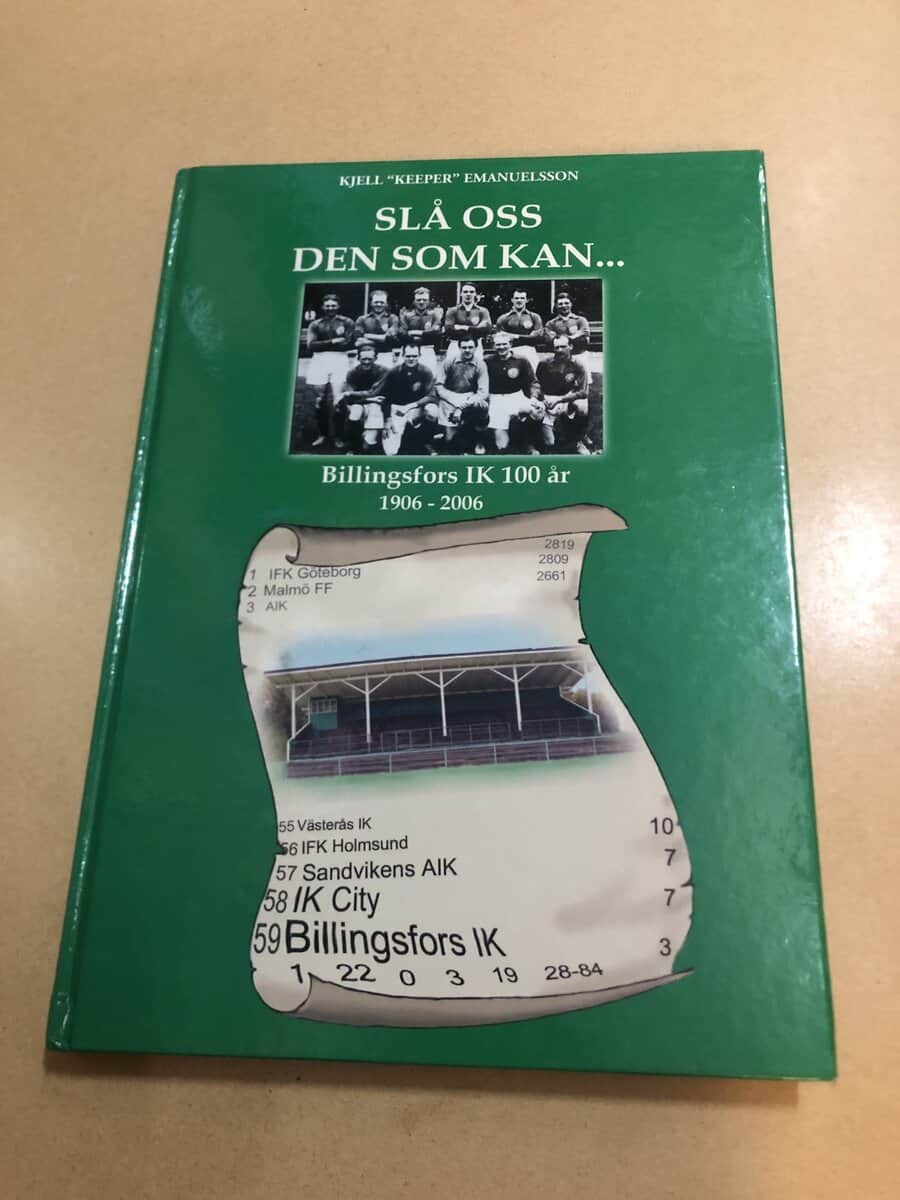 KJELL "KEEPER" EMANUELSSON
SLÅ OSS
DEN SOM KAN...
Billingsfors IK 100 år
1906 - 2006
1 IFK Göteborg 2819
2 Malmö FF 2809
3 AIK 2661
55 Västerås IK 10
56 IFK Holmsund 7
57 Sandvikens AIK 7
58 IK City
59 Billingsfors IK 3
1 22 0 3 19 28-84